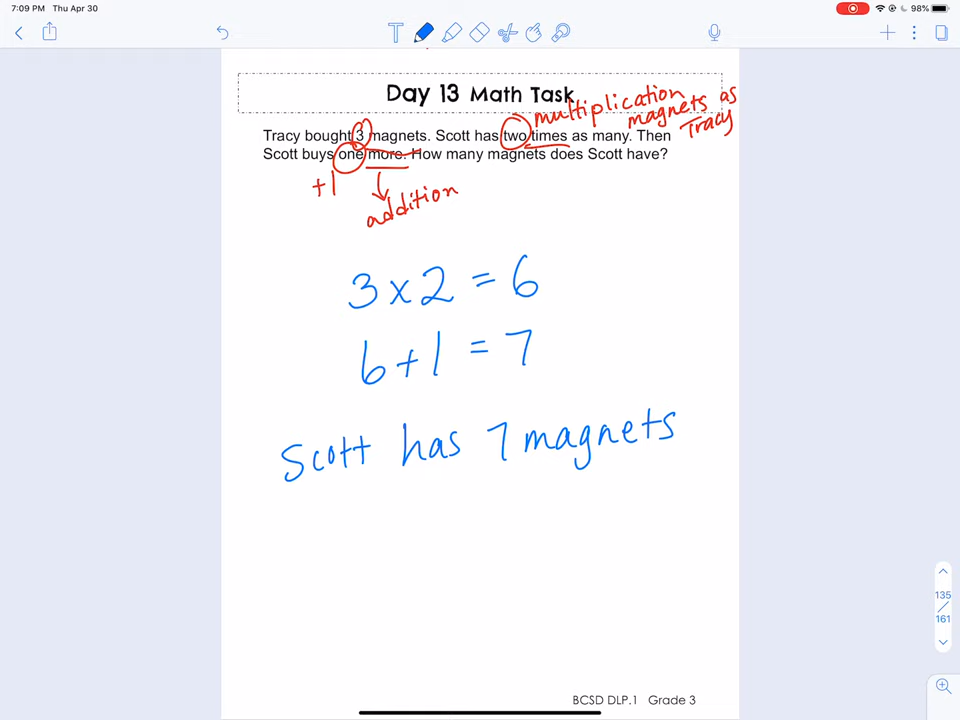 7:09 PM Thu Apr 30
98%
T
Day 13 Math Task
multiplication
magnets as
Tracy
Tracy bought 3 magnets. Scott has two times as many. Then
Scott buys one more. How many magnets does Scott have?
+1
addition
3 x 2 = 6
6 + 1 = 7
Scott has 7 magnets
135
161
BCSD DLP.1 Grade 3